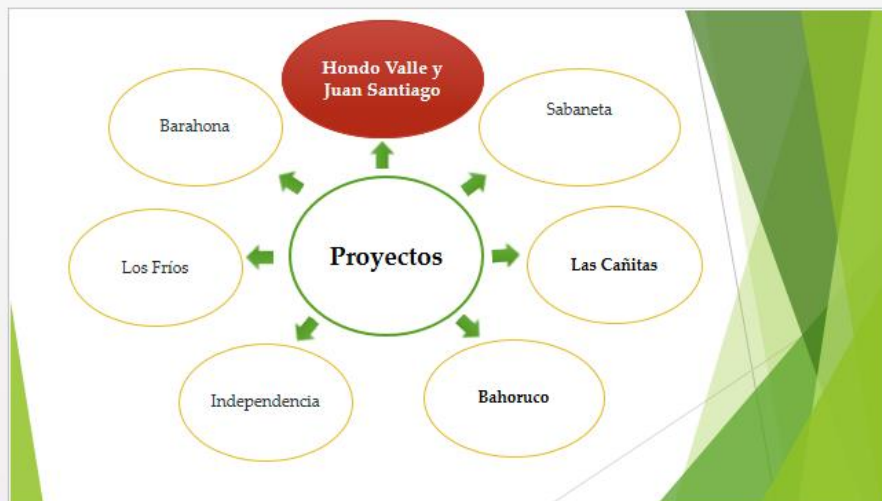 Hondo Valle y
Juan Santiago
Barahona
Sabaneta
Proyectos
Los Fríos
Las Cañitas
Independencia
Bahoruco